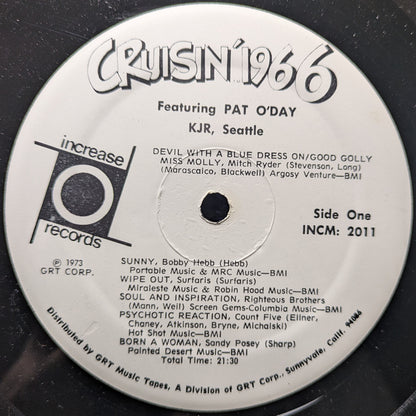 CRUISIN' 1966
Featuring PAT O'DAY
KJR, Seattle
DEVIL WITH A BLUE DRESS ON/GOOD GOLLY
MISS MOLLY, Mitch Ryder (Stevenson, Long)
(Marascalco, Blackwell) Argosy Venture—BMI
increase
records
Side One
INCM: 2011
℗ 1973
GRT CORP.
SUNNY, Bobby Hebb (Hebb)
Portable Music & MRC Music—BMI
WIPE OUT, Surfaris (Surfaris)
Miraleste Music & Robin Hood Music—BMI
SOUL AND INSPIRATION, Righteous Brothers
(Mann, Weil) Screen Gems-Columbia Music—BMI
PSYCHOTIC REACTION, Count Five (Ellner,
Chaney, Atkinson, Bryne, Michalski)
Hot Shot Music—BMI
BORN A WOMAN, Sandy Posey (Sharp)
Painted Desert Music—BMI
Total Time: 21:30
Distributed by GRT Music Tapes, A Division of GRT Corp., Sunnyvale, Calif. 94086